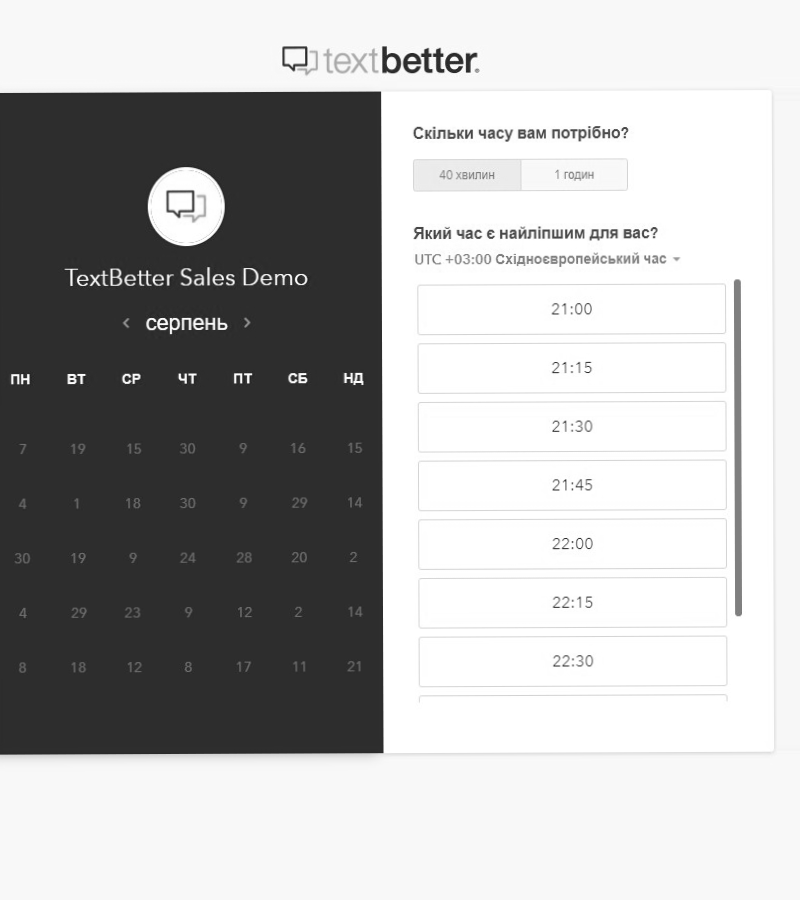 textbetter.
TextBetter Sales Demo
серпень
ПН ВТ СР ЧТ ПТ СБ НД
7 19 15 30 9 16 15
4 1 18 30 9 29 14
30 19 9 24 28 20 2
4 29 23 9 12 2 14
8 18 12 8 17 11 21
Скільки часу вам потрібно?
40 хвилин 1 годин
Який час є найліпшим для вас?
UTC +03:00 Східноєвропейський час
21:00
21:15
21:30
21:45
22:00
22:15
22:30